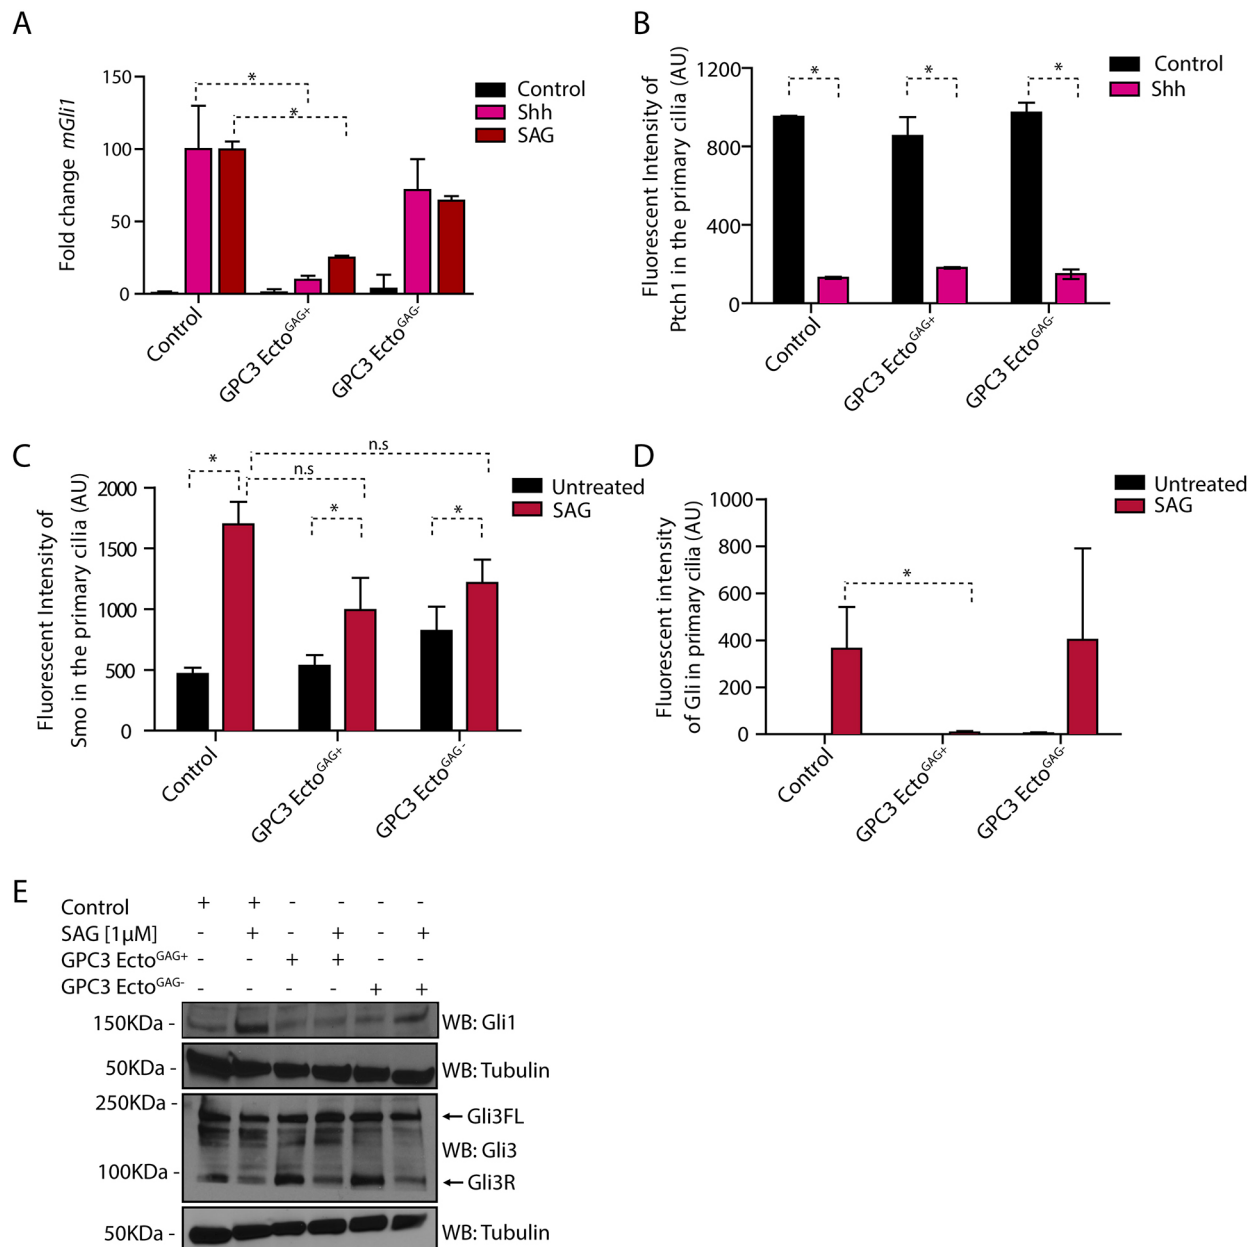 A
Fold change mGli1
150
100
50
0
*
*
Control
Shh
SAG
Control
GPC3 Ecto^GAG+
GPC3 Ecto^GAG-
B
Fluorescent Intensity of
Ptch1 in the primary cilia (AU)
1200
800
400
0
*
*
*
Control
Shh
Control
GPC3 Ecto^GAG+
GPC3 Ecto^GAG-
C
Fluorescent Intensity of
Smo in the primary cilia (AU)
2000
1500
1000
500
0
n.s
n.s
*
*
*
Untreated
SAG
Control
GPC3 Ecto^GAG+
GPC3 Ecto^GAG-
D
Fluorescent intensity
of Gli in primary cilia (AU)
1000
800
600
400
200
0
*
Untreated
SAG
Control
GPC3 Ecto^GAG+
GPC3 Ecto^GAG-
E
Control + + - - - -
SAG [1µM] - + - + - +
GPC3 Ecto^GAG+ - - + + - -
GPC3 Ecto^GAG- - - - - + +
150KDa - WB: Gli1
50KDa - WB: Tubulin
250KDa -
← Gli3FL
WB: Gli3
100KDa -
← Gli3R
50KDa - WB: Tubulin